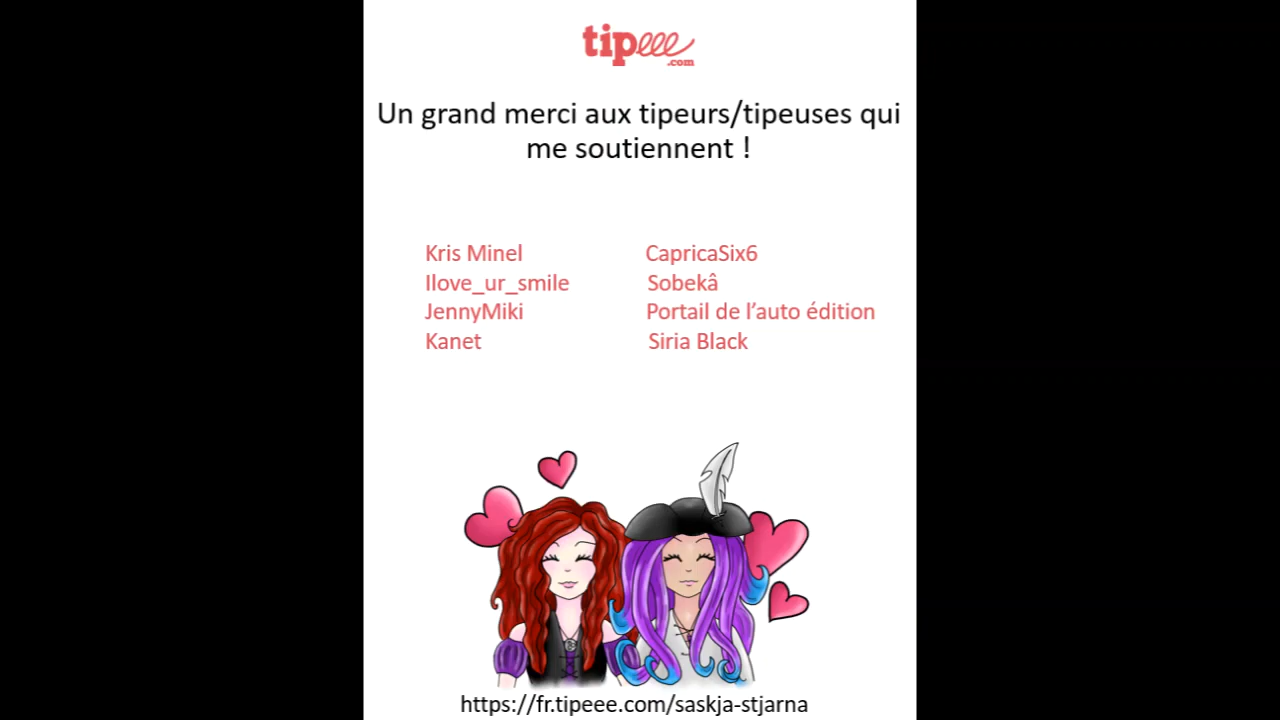 tipeee
.com
Un grand merci aux tipeurs/tipeuses qui
me soutiennent !
Kris Minel
Ilove_ur_smile
JennyMiki
Kanet
CapricaSix6
Sobekâ
Portail de l’auto édition
Siria Black
https://fr.tipeee.com/saskja-stjarna